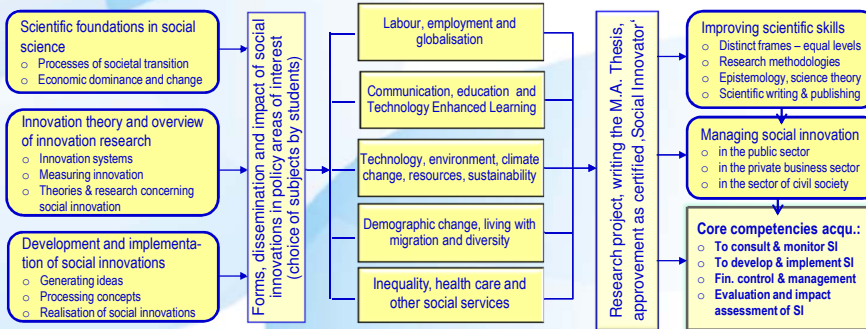 Scientific foundations in social
science
○ Processes of societal transition
○ Economic dominance and change
Innovation theory and overview
of innovation research
○ Innovation systems
○ Measuring innovation
○ Theories & research concerning
social innovation
Development and implementa-
tion of social innovations
○ Generating ideas
○ Processing concepts
○ Realisation of social innovations
Forms, dissemination and impact of social
innovations in policy areas of interest
(choice of subjects by students)
Labour, employment and
globalisation
Communication, education and
Technology Enhanced Learning
Technology, environment, climate
change, resources, sustainability
Demographic change, living with
migration and diversity
Inequality, health care and
other social services
Research project, writing the M.A. Thesis,
approvement as certified ‚Social Innovator‘
Improving scientific skills
○ Distinct frames – equal levels
○ Research methodologies
○ Epistemology, science theory
○ Scientific writing & publishing
Managing social innovation
○ in the public sector
○ in the private business sector
○ in the sector of civil society
Core competencies acqu.:
○ To consult & monitor SI
○ To develop & implement SI
○ Fin. control & management
○ Evaluation and impact
assessment of SI